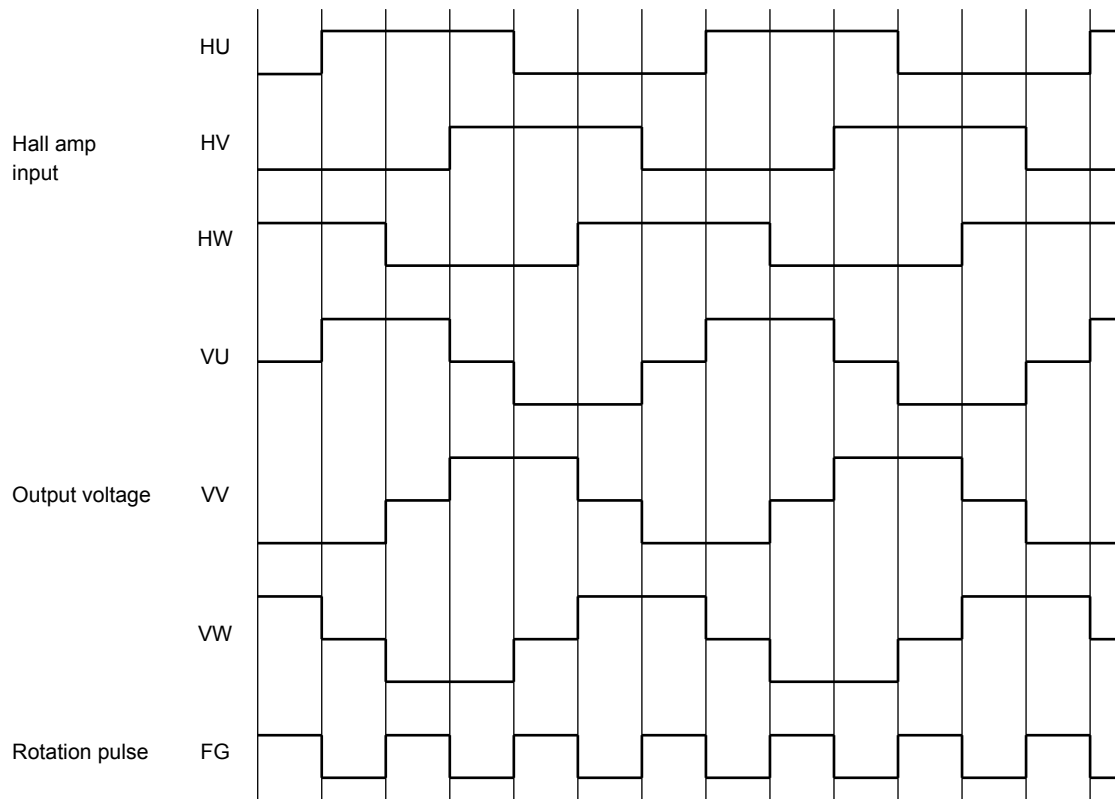 HU
Hall amp
input
HV
HW
VU
Output voltage VV
VW
Rotation pulse FG